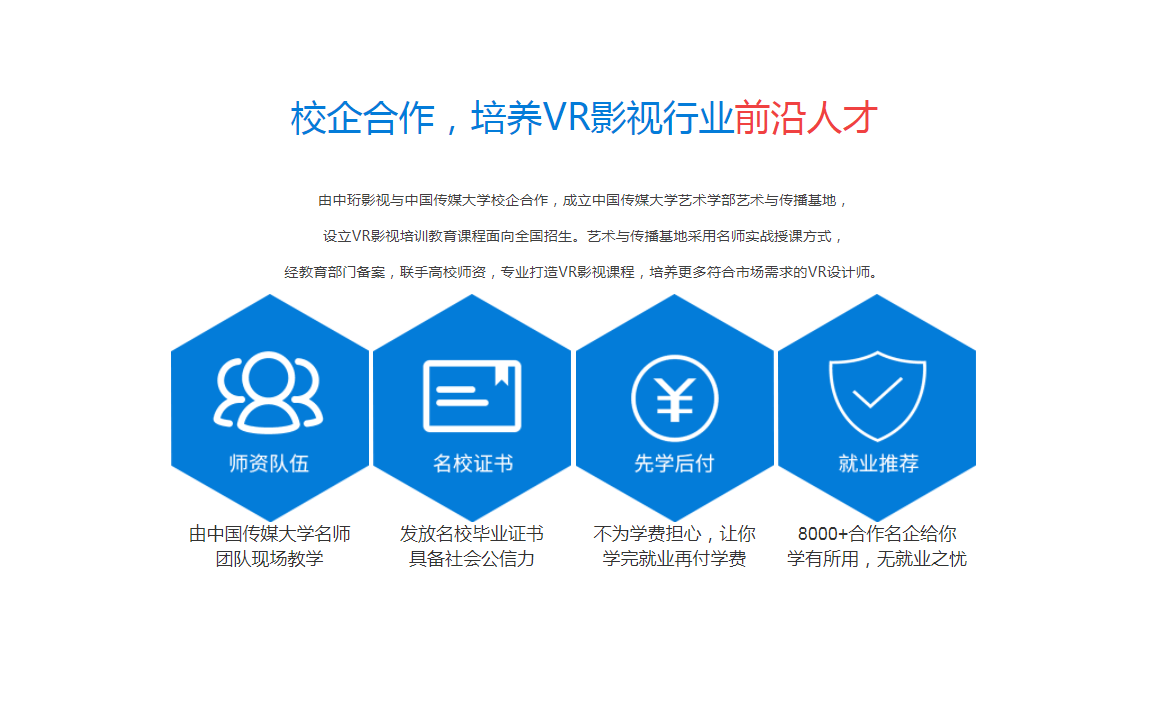 校企合作，培养VR影视行业前沿人才
由中珩影视与中国传媒大学校企合作，成立中国传媒大学艺术学部艺术与传播基地，
设立VR影视培训教育课程面向全国招生。艺术与传播基地采用名师实战授课方式，
经教育部门备案，联手高校师资，专业打造VR影视课程，培养更多符合市场需求的VR设计师。
师资队伍
名校证书
先学后付
就业推荐
由中国传媒大学名师
团队现场教学
发放名校毕业证书
具备社会公信力
不为学费担心，让你
学完就业再付学费
8000+合作名企给你
学有所用，无就业之忧